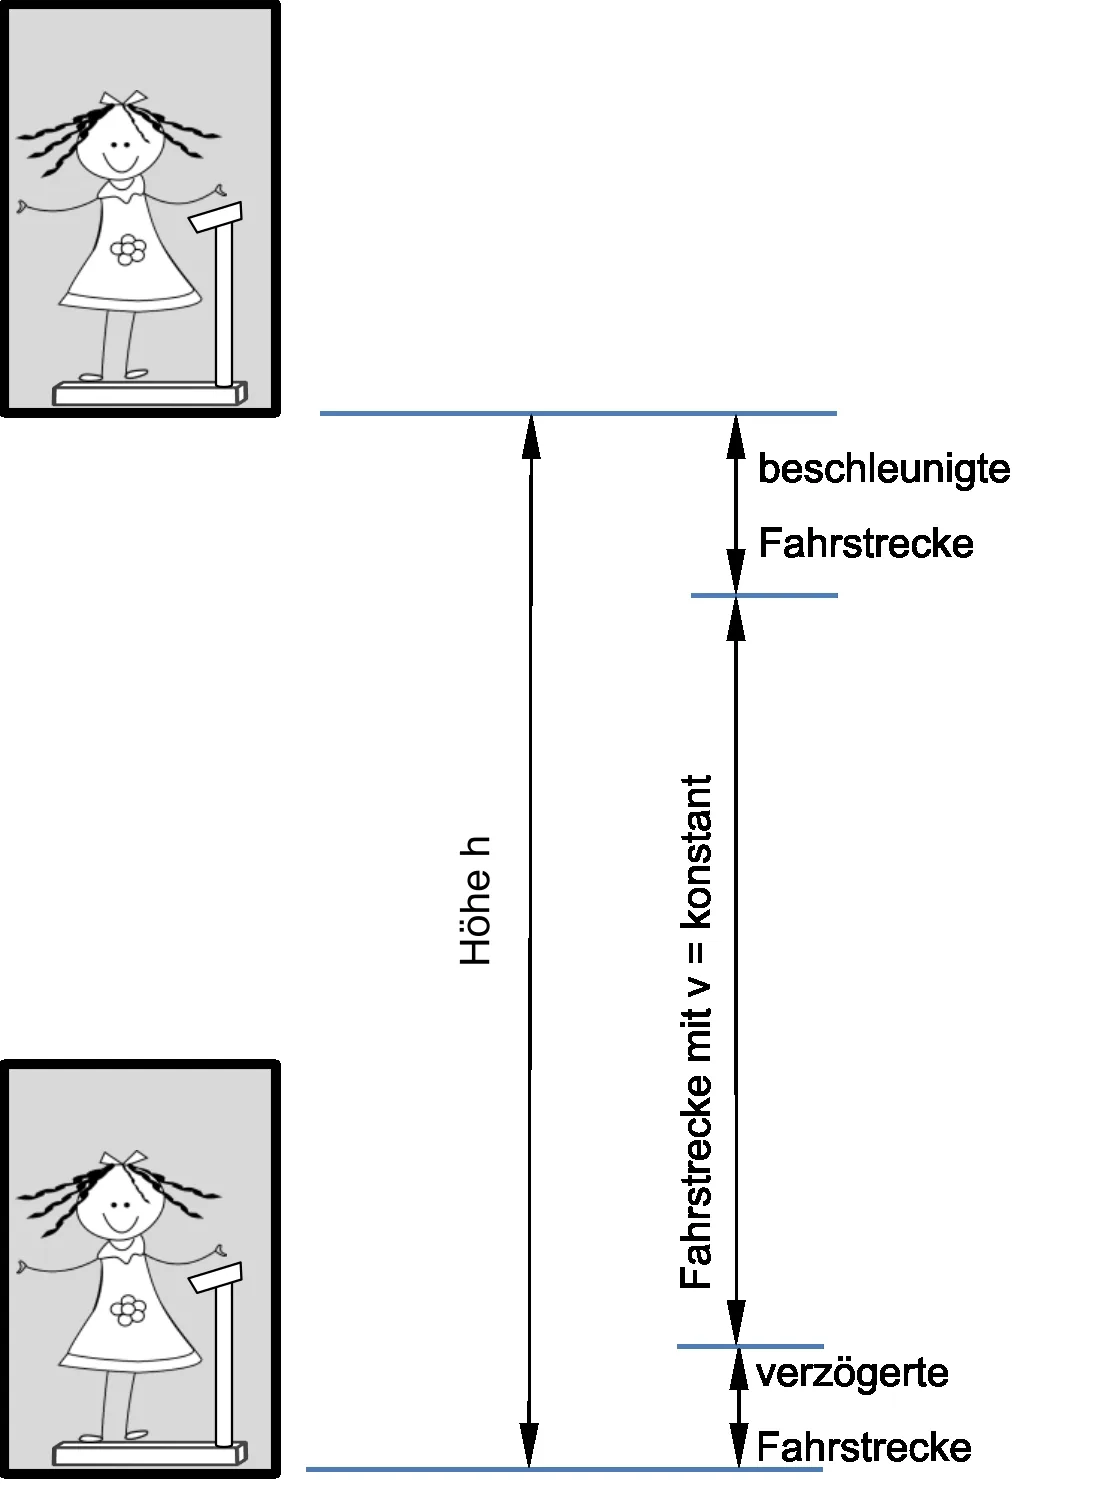 beschleunigte
Fahrstrecke
Höhe h
Fahrstrecke mit v = konstant
verzögerte
Fahrstrecke